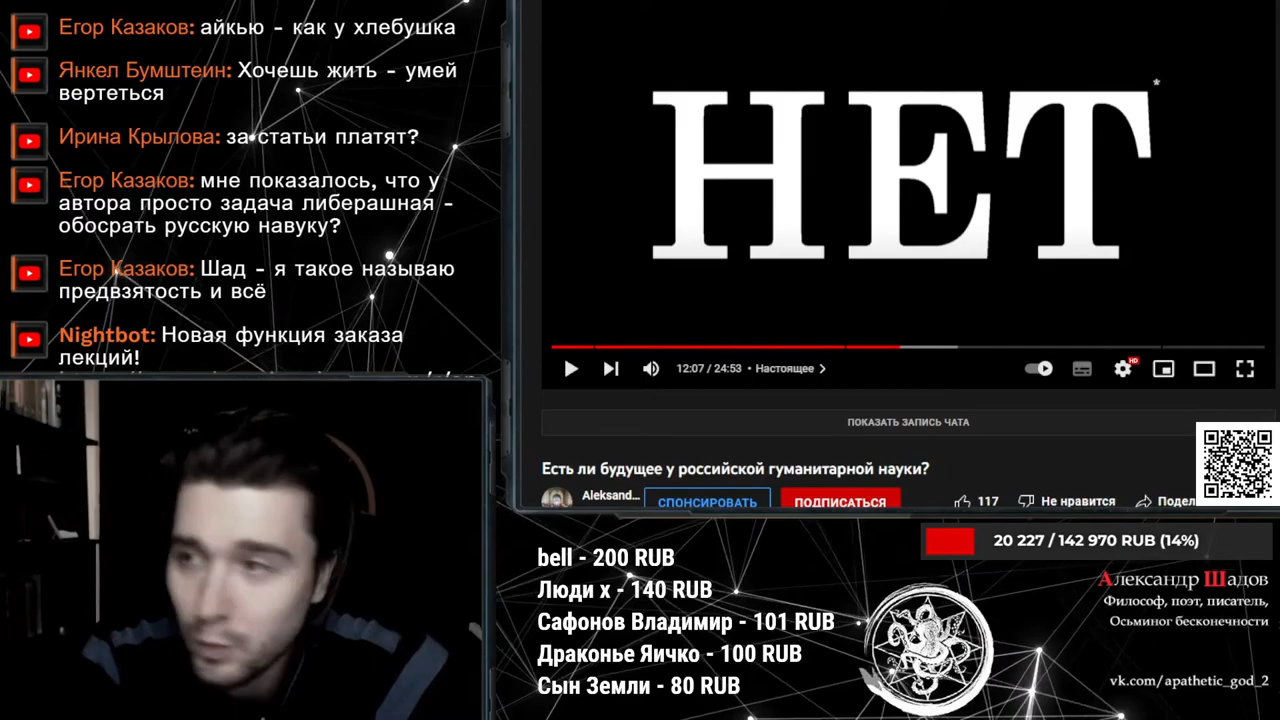 Егор Казаков: айкью - как у хлебушка
Янкел Бумштеин: Хочешь жить - умей
вертеться
Ирина Крылова: за статьи платят?
Егор Казаков: мне показалось, что у
автора просто задача либерашная -
обосрать русскую навуку?
Егор Казаков: Шад - я такое называю
предвзятость и всё
Nightbot: Новая функция заказа
лекций!
НЕТ*
12:07 / 24:53 • Настоящее
HD
ПОКАЗАТЬ ЗАПИСЬ ЧАТА
Есть ли будущее у российской гуманитарной науки?
Aleksand...
СПОНСИРОВАТЬ
ПОДПИСАТЬСЯ
117
Не нравится
Подел
bell - 200 RUB
Люди х - 140 RUB
Сафонов Владимир - 101 RUB
Драконье Яичко - 100 RUB
Сын Земли - 80 RUB
20 227 / 142 970 RUB (14%)
Александр Шадов
Философ, поэт, писатель,
Осьминог бесконечности
vk.com/apathetic_god_2